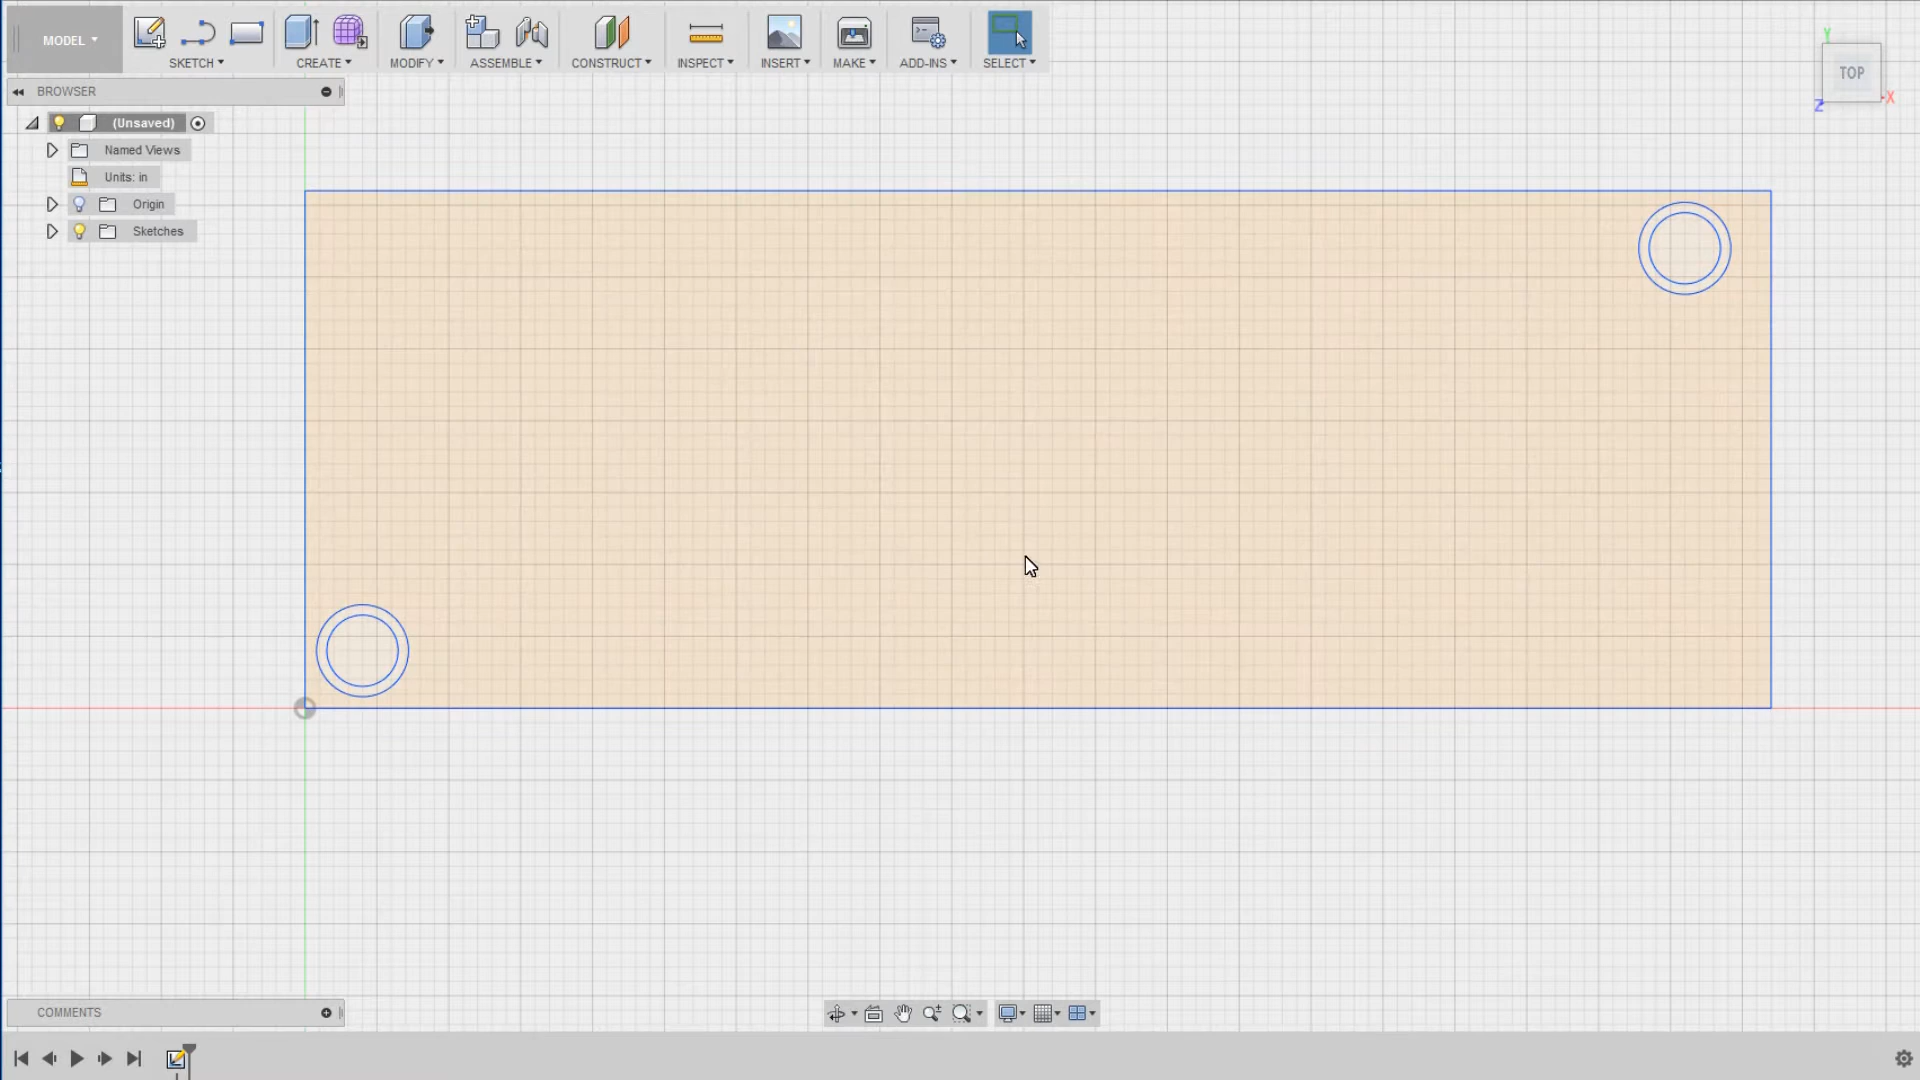 MODEL
SKETCH
CREATE
MODIFY
ASSEMBLE
CONSTRUCT
INSPECT
INSERT
MAKE
ADD-INS
SELECT
Y
TOP
Z
X
BROWSER
(Unsaved)
Named Views
Units: in
Origin
Sketches
COMMENTS